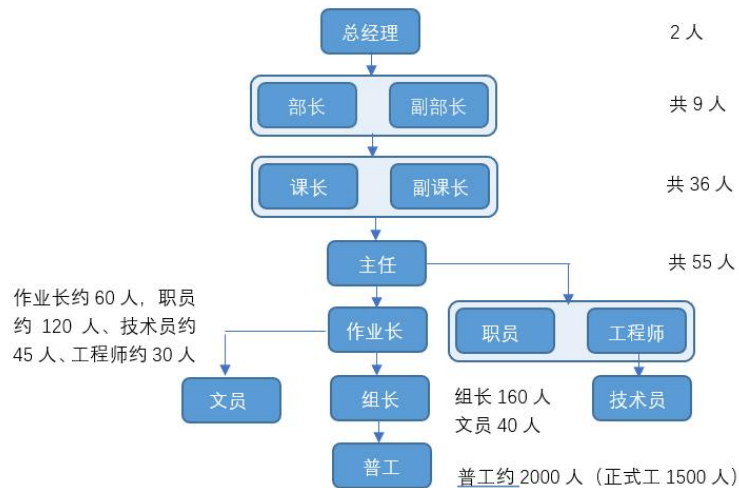 总经理
2 人
部长
副部长
共 9 人
课长
副课长
共 36 人
主任
共 55 人
作业长约 60 人，职员
约 120 人、技术员约
45 人、工程师约 30 人
作业长
职员
工程师
文员
组长
组长 160 人
文员 40 人
技术员
普工
普工约 2000 人（正式工 1500 人）